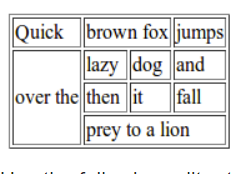 Quick brown fox jumps
lazy dog and
over the then it fall
prey to a lion